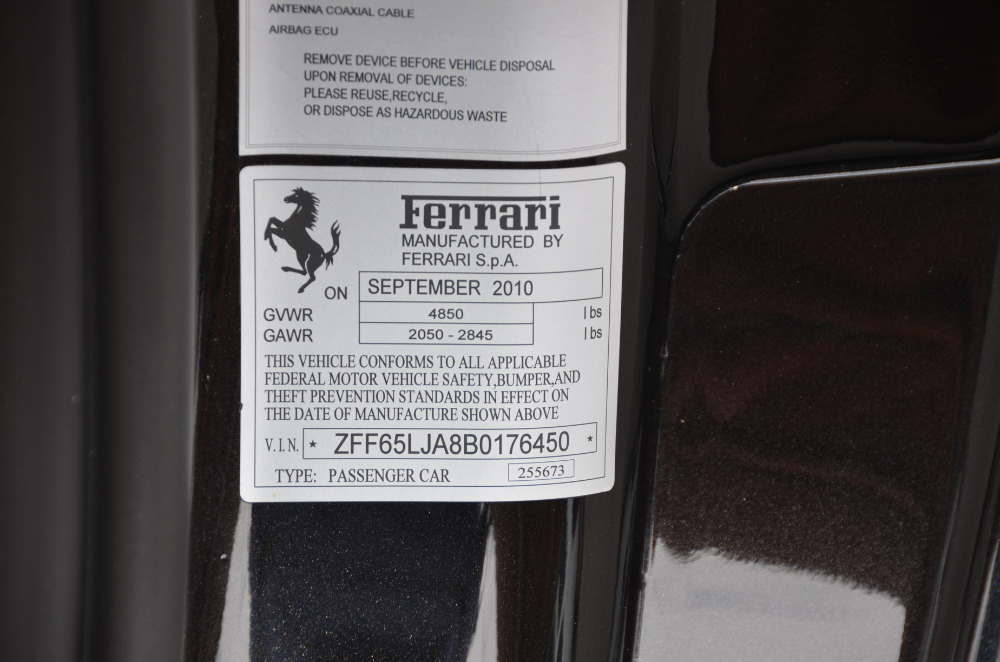 ANTENNA COAXIAL CABLE
AIRBAG ECU
REMOVE DEVICE BEFORE VEHICLE DISPOSAL
UPON REMOVAL OF DEVICES:
PLEASE REUSE,RECYCLE,
OR DISPOSE AS HAZARDOUS WASTE
Ferrari
MANUFACTURED BY
FERRARI S.p.A.
ON SEPTEMBER 2010
GVWR 4850 lbs
GAWR 2050 - 2845 lbs
THIS VEHICLE CONFORMS TO ALL APPLICABLE
FEDERAL MOTOR VEHICLE SAFETY,BUMPER,AND
THEFT PREVENTION STANDARDS IN EFFECT ON
THE DATE OF MANUFACTURE SHOWN ABOVE
V.I.N. * ZFF65LJA8B0176450 *
TYPE: PASSENGER CAR 255673